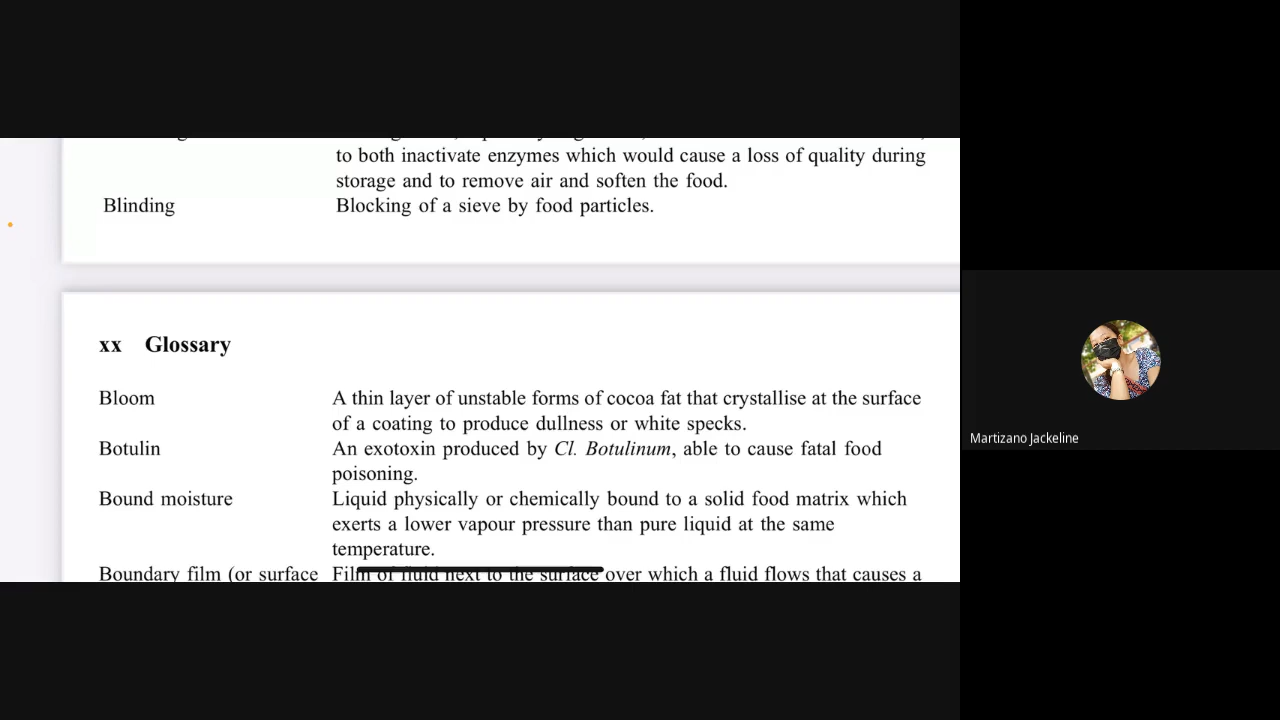 to both inactivate enzymes which would cause a loss of quality during
storage and to remove air and soften the food.
Blinding Blocking of a sieve by food particles.
xx Glossary
Bloom A thin layer of unstable forms of cocoa fat that crystallise at the surface
of a coating to produce dullness or white specks.
Botulin An exotoxin produced by Cl. Botulinum, able to cause fatal food
poisoning.
Bound moisture Liquid physically or chemically bound to a solid food matrix which
exerts a lower vapour pressure than pure liquid at the same
temperature.
Boundary film (or surface Film of fluid next to the surface over which a fluid flows that causes a
Martizano Jackeline